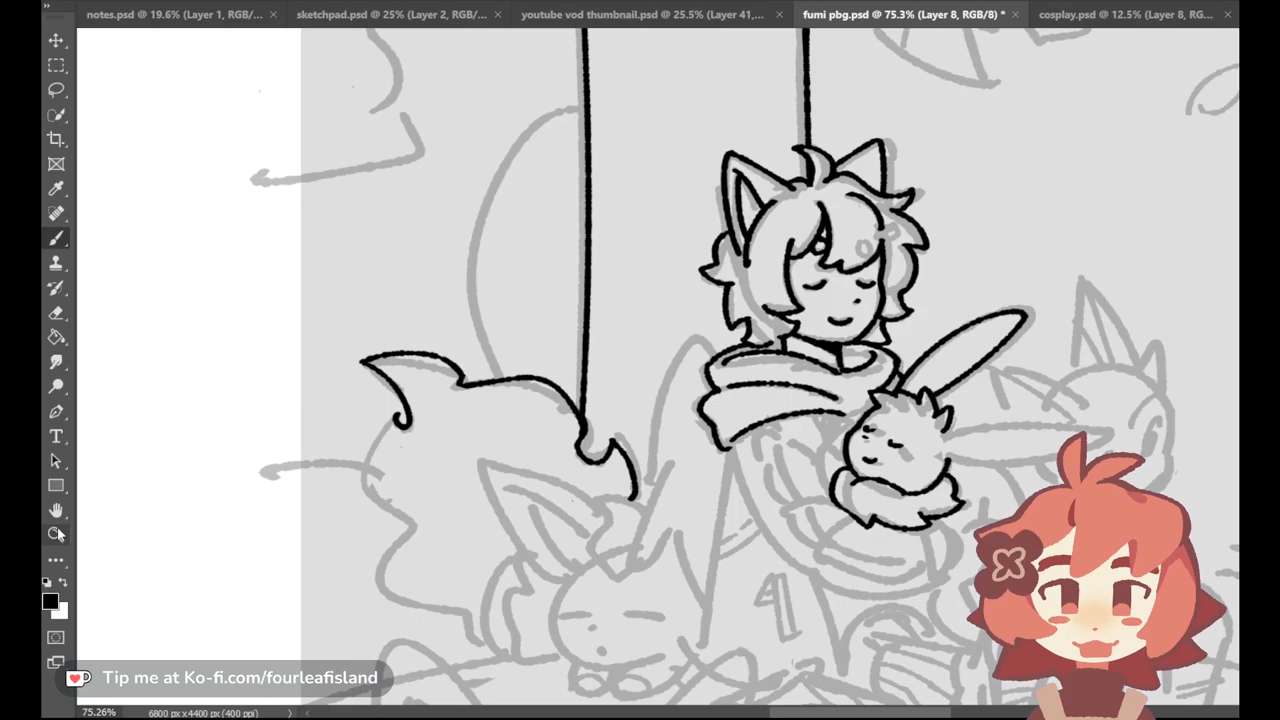 notes.psd @ 19.6% (Layer 1, RGB/... ×
sketchpad.psd @ 25% (Layer 2, RGB/... ×
youtube vod thumbnail.psd @ 25.5% (Layer 41,... ×
fumi pbg.psd @ 75.3% (Layer 8, RGB/8) * ×
cosplay.psd @ 12.5% (Layer 8, RG... ×
T
Tip me at Ko-fi.com/fourleafisland
75.26%
6800 px x 4400 px (400 ppi)